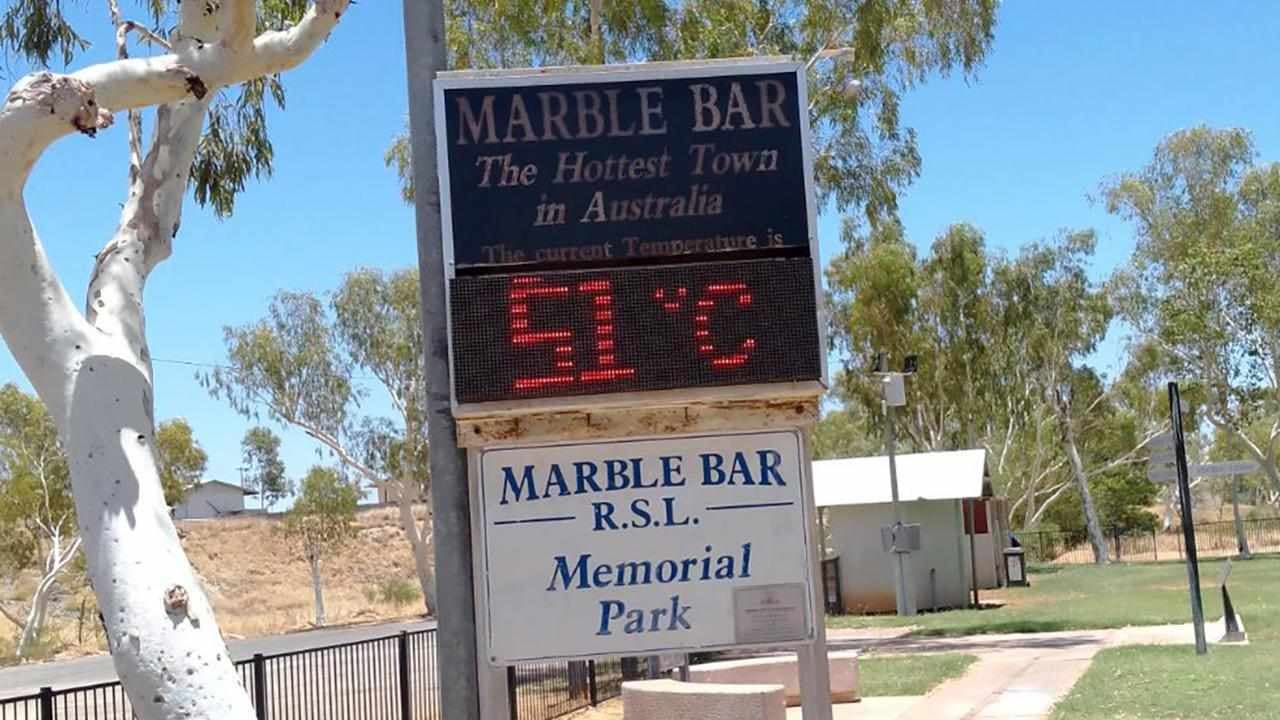 MARBLE BAR
The Hottest Town
in Australia
The current Temperature is
51°C
MARBLE BAR
R.S.L.
Memorial
Park